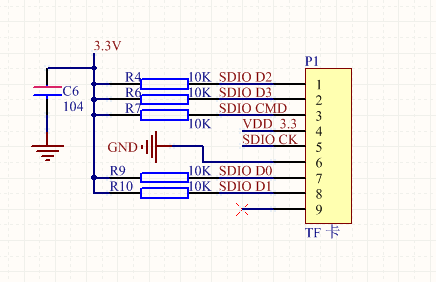 3.3V
P1
R4 10K SDIO D2 1
R6 10K SDIO D3 2
C6
104
R7 SDIO CMD 3
10K
VDD 3.3 4
SDIO CK 5
GND
6
R9 10K SDIO D0 7
R10 10K SDIO D1 8
9
TF 卡